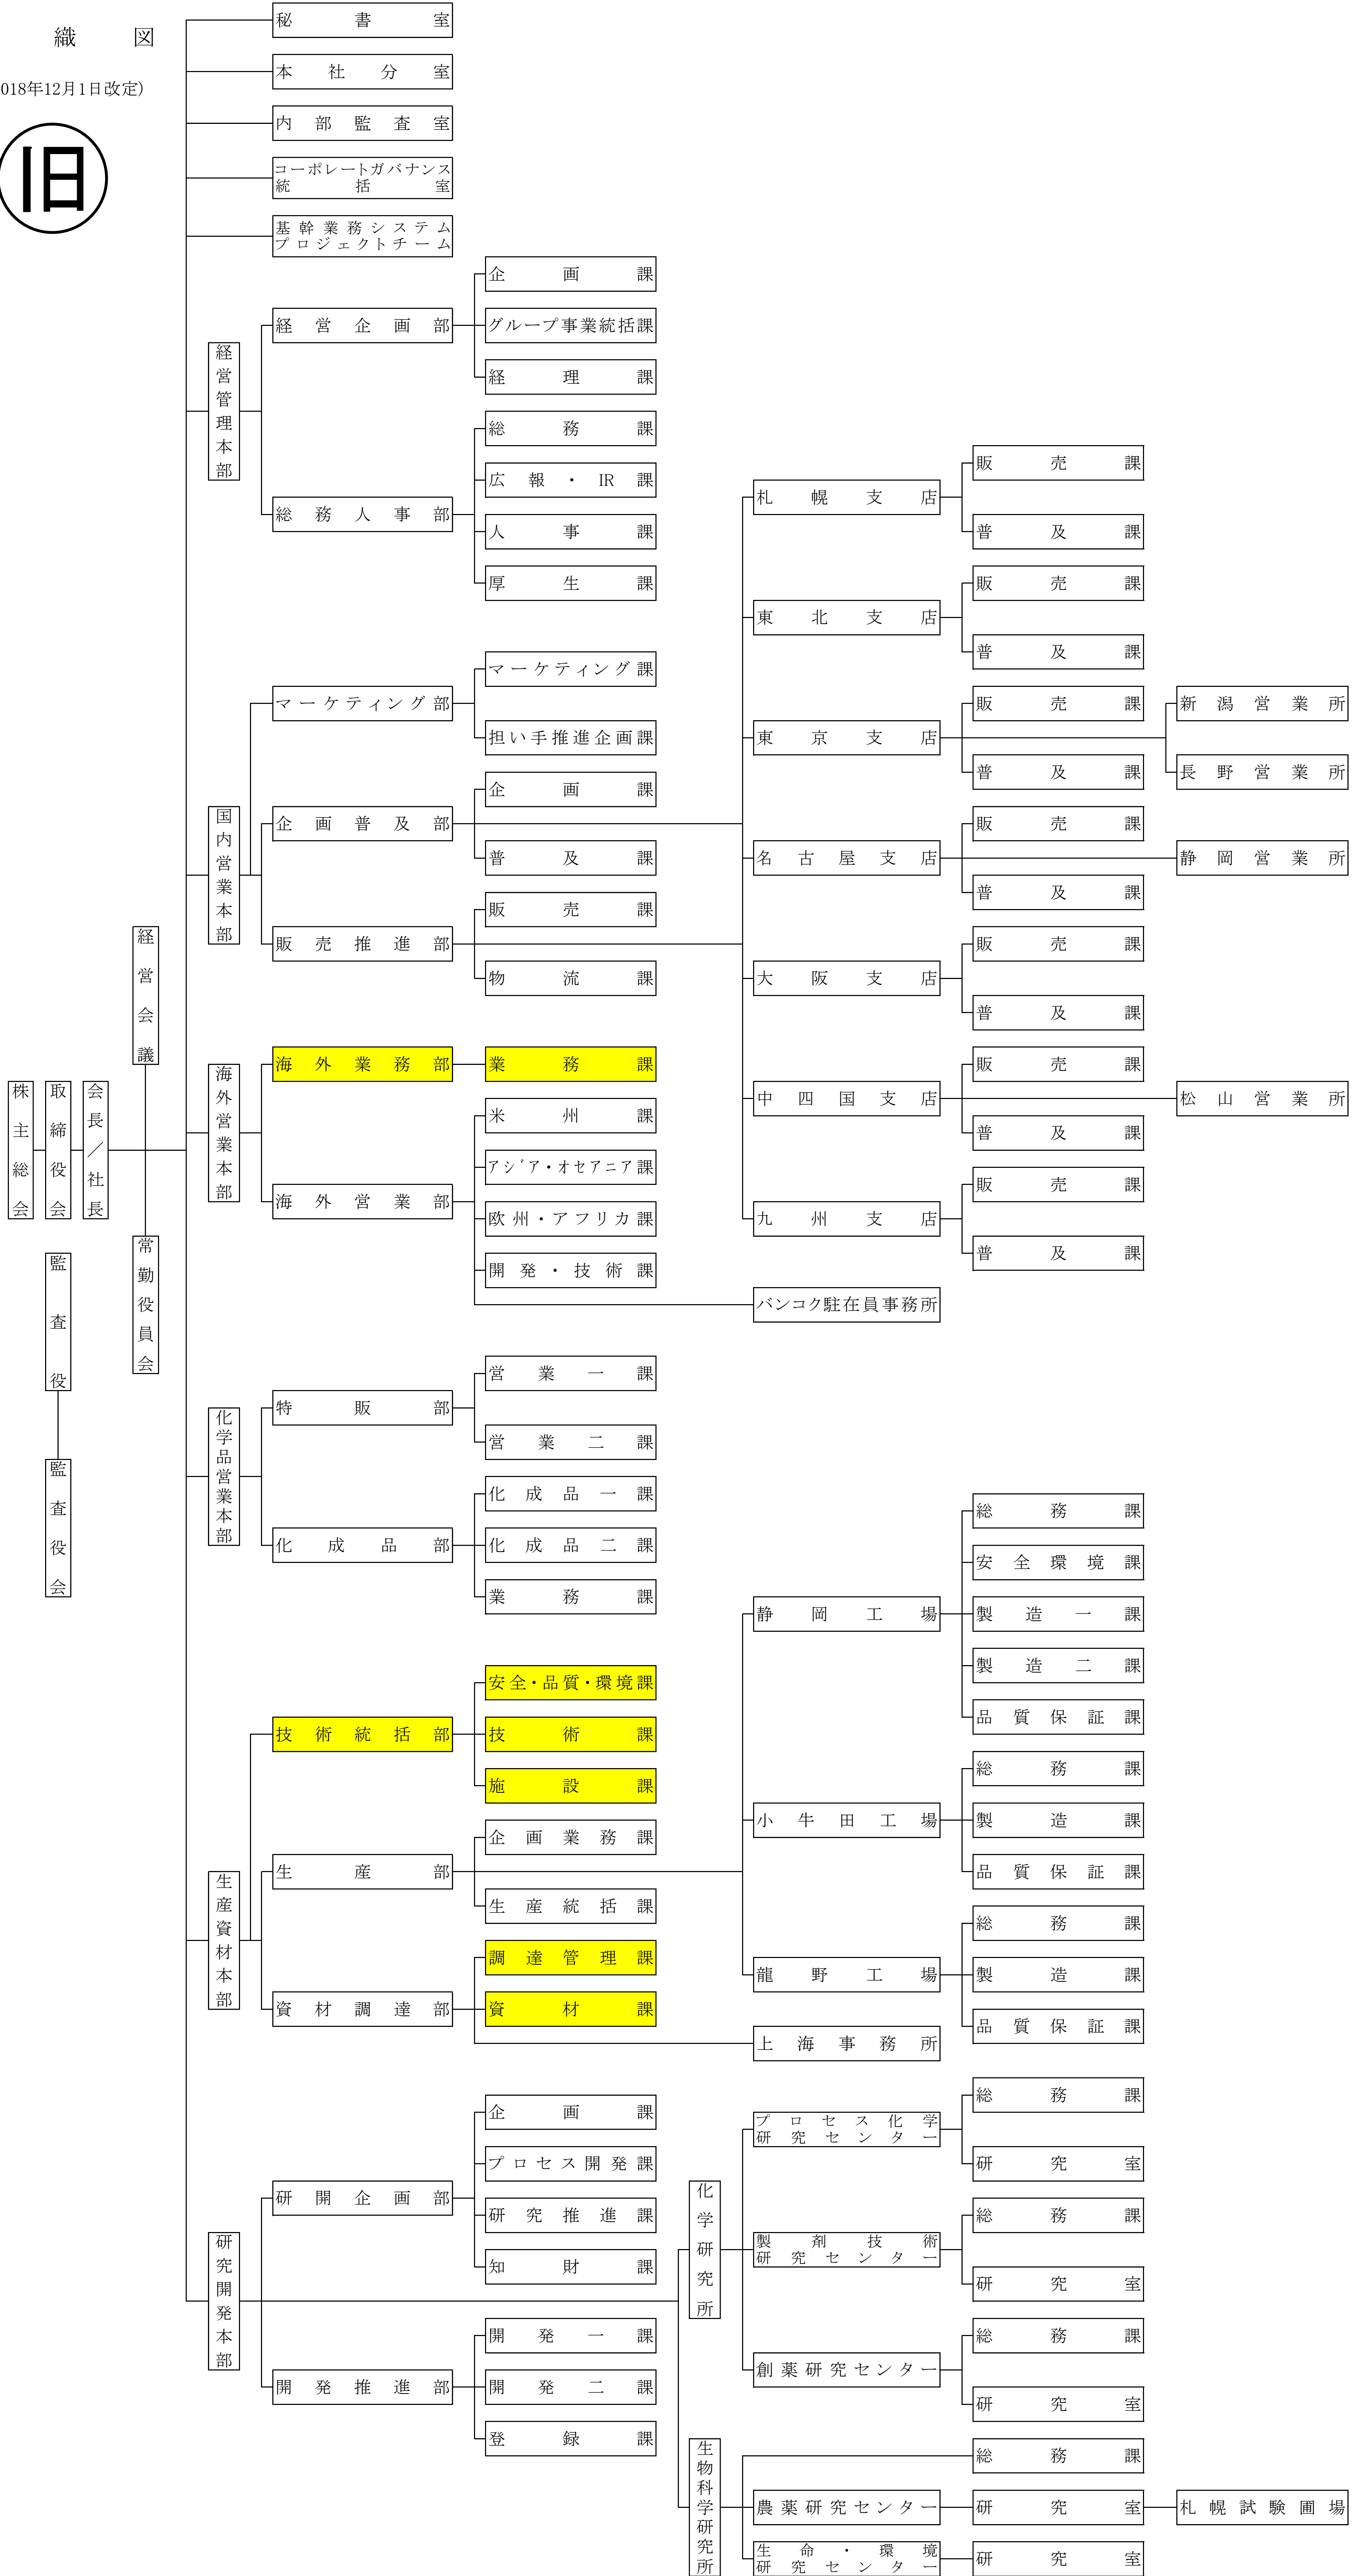 織図
018年12月1日改定）
旧
株主総会
取締役会
会長／社長
監査役
監査役会
経営会議
常勤役員会
秘書室
本社分室
内部監査室
コーポレートガバナンス
統括室
基幹業務システム
プロジェクトチーム
経営管理本部
経営企画部
企画課
グループ事業統括課
経理課
総務人事部
総務課
広報・IR課
人事課
厚生課
国内営業本部
マーケティング部
マーケティング課
担い手推進企画課
企画普及部
企画課
普及課
販売推進部
販売課
物流課
札幌支店
販売課
普及課
東北支店
販売課
普及課
東京支店
販売課
普及課
新潟営業所
長野営業所
名古屋支店
販売課
普及課
静岡営業所
大阪支店
販売課
普及課
中四国支店
販売課
普及課
松山営業所
九州支店
販売課
普及課
海外営業本部
海外業務部
業務課
海外営業部
米州課
アジア・オセアニア課
欧州・アフリカ課
開発・技術課
バンコク駐在員事務所
化学品営業本部
特販部
営業一課
営業二課
化成品部
化成品一課
化成品二課
業務課
生産資材本部
技術統括部
安全・品質・環境課
技術課
施設課
生産部
企画業務課
生産統括課
静岡工場
総務課
安全環境課
製造一課
製造二課
品質保証課
小牛田工場
総務課
製造課
品質保証課
龍野工場
総務課
製造課
品質保証課
資材調達部
調達管理課
資材課
上海事務所
研究開発本部
研開企画部
企画課
プロセス開発課
研究推進課
知財課
開発推進部
開発一課
開発二課
登録課
化学研究所
プロセス化学
研究センター
総務課
研究室
製剤技術
研究センター
総務課
研究室
創薬研究センター
総務課
研究室
生物科学研究所
総務課
農薬研究センター
研究室
札幌試験圃場
生命・環境
研究センター
研究室